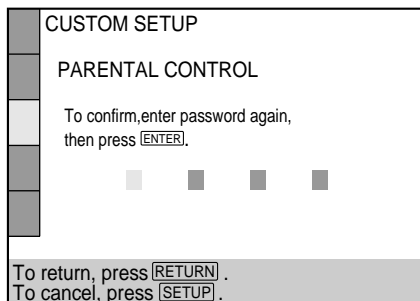 CUSTOM SETUP
PARENTAL CONTROL
To confirm,enter password again,
then press ENTER.
To return, press RETURN .
To cancel, press SETUP .